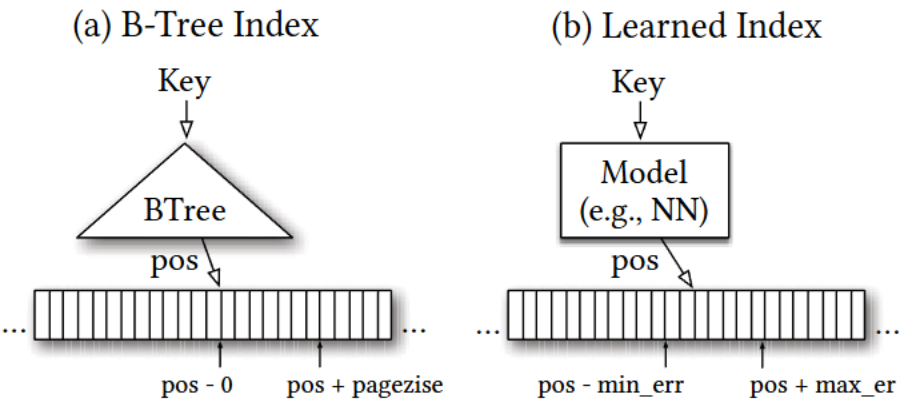 (a) B-Tree Index
Key
BTree
pos
...
...
pos - 0
pos + pagezise
(b) Learned Index
Key
Model
(e.g., NN)
pos
...
...
pos - min_err
pos + max_er